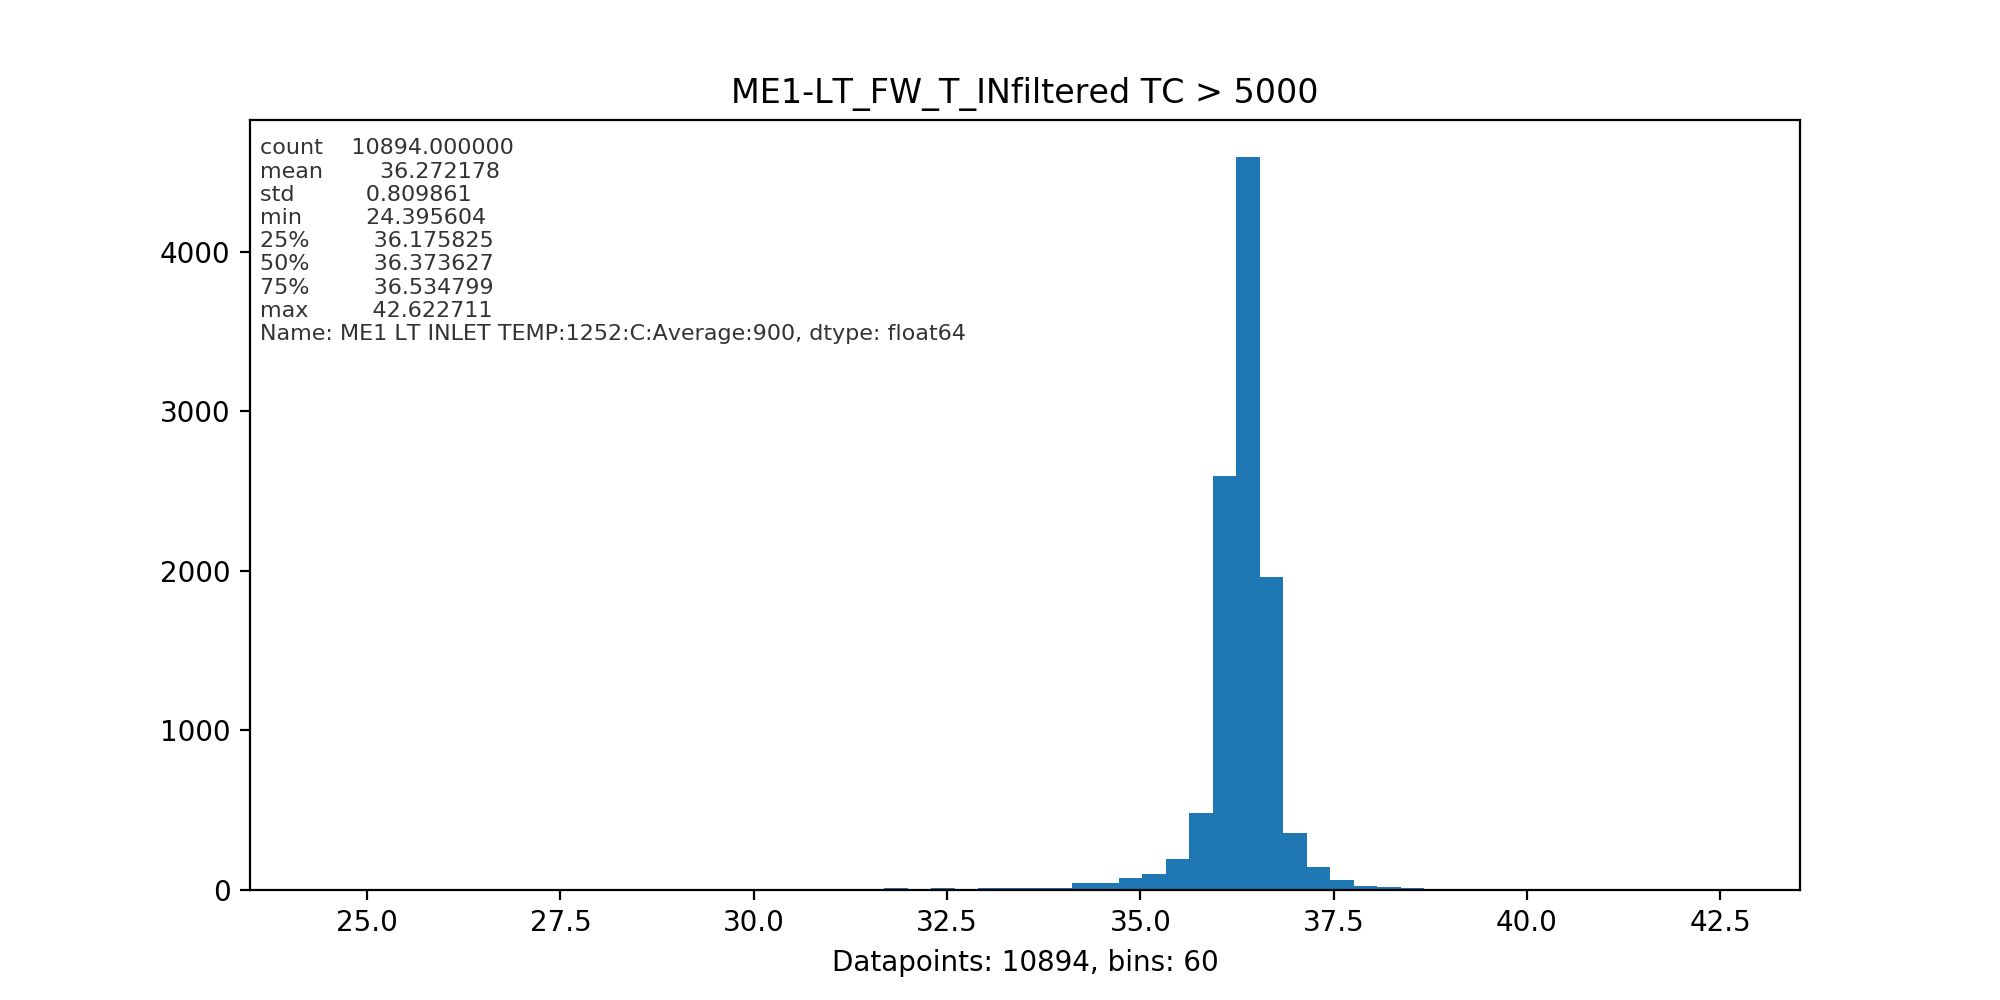 ME1-LT_FW_T_INfiltered TC > 5000
count 10894.000000
mean 36.272178
std 0.809861
min 24.395604
25% 36.175825
50% 36.373627
75% 36.534799
max 42.622711
Name: ME1 LT INLET TEMP:1252:C:Average:900, dtype: float64
4000
3000
2000
1000
0
25.0 27.5 30.0 32.5 35.0 37.5 40.0 42.5
Datapoints: 10894, bins: 60